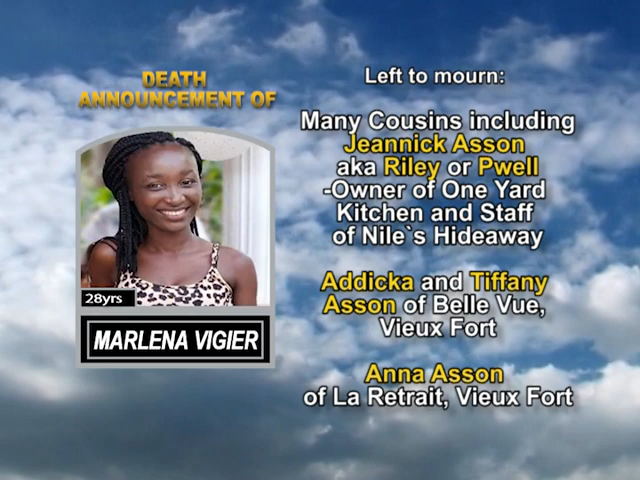 DEATH
ANNOUNCEMENT OF
28yrs
MARLENA VIGIER
Left to mourn:
Many Cousins including
Jeannick Asson
aka Riley or Pwell
-Owner of One Yard
Kitchen and Staff
of Nile`s Hideaway
Addicka and Tiffany
Asson of Belle Vue,
Vieux Fort
Anna Asson
of La Retrait, Vieux Fort